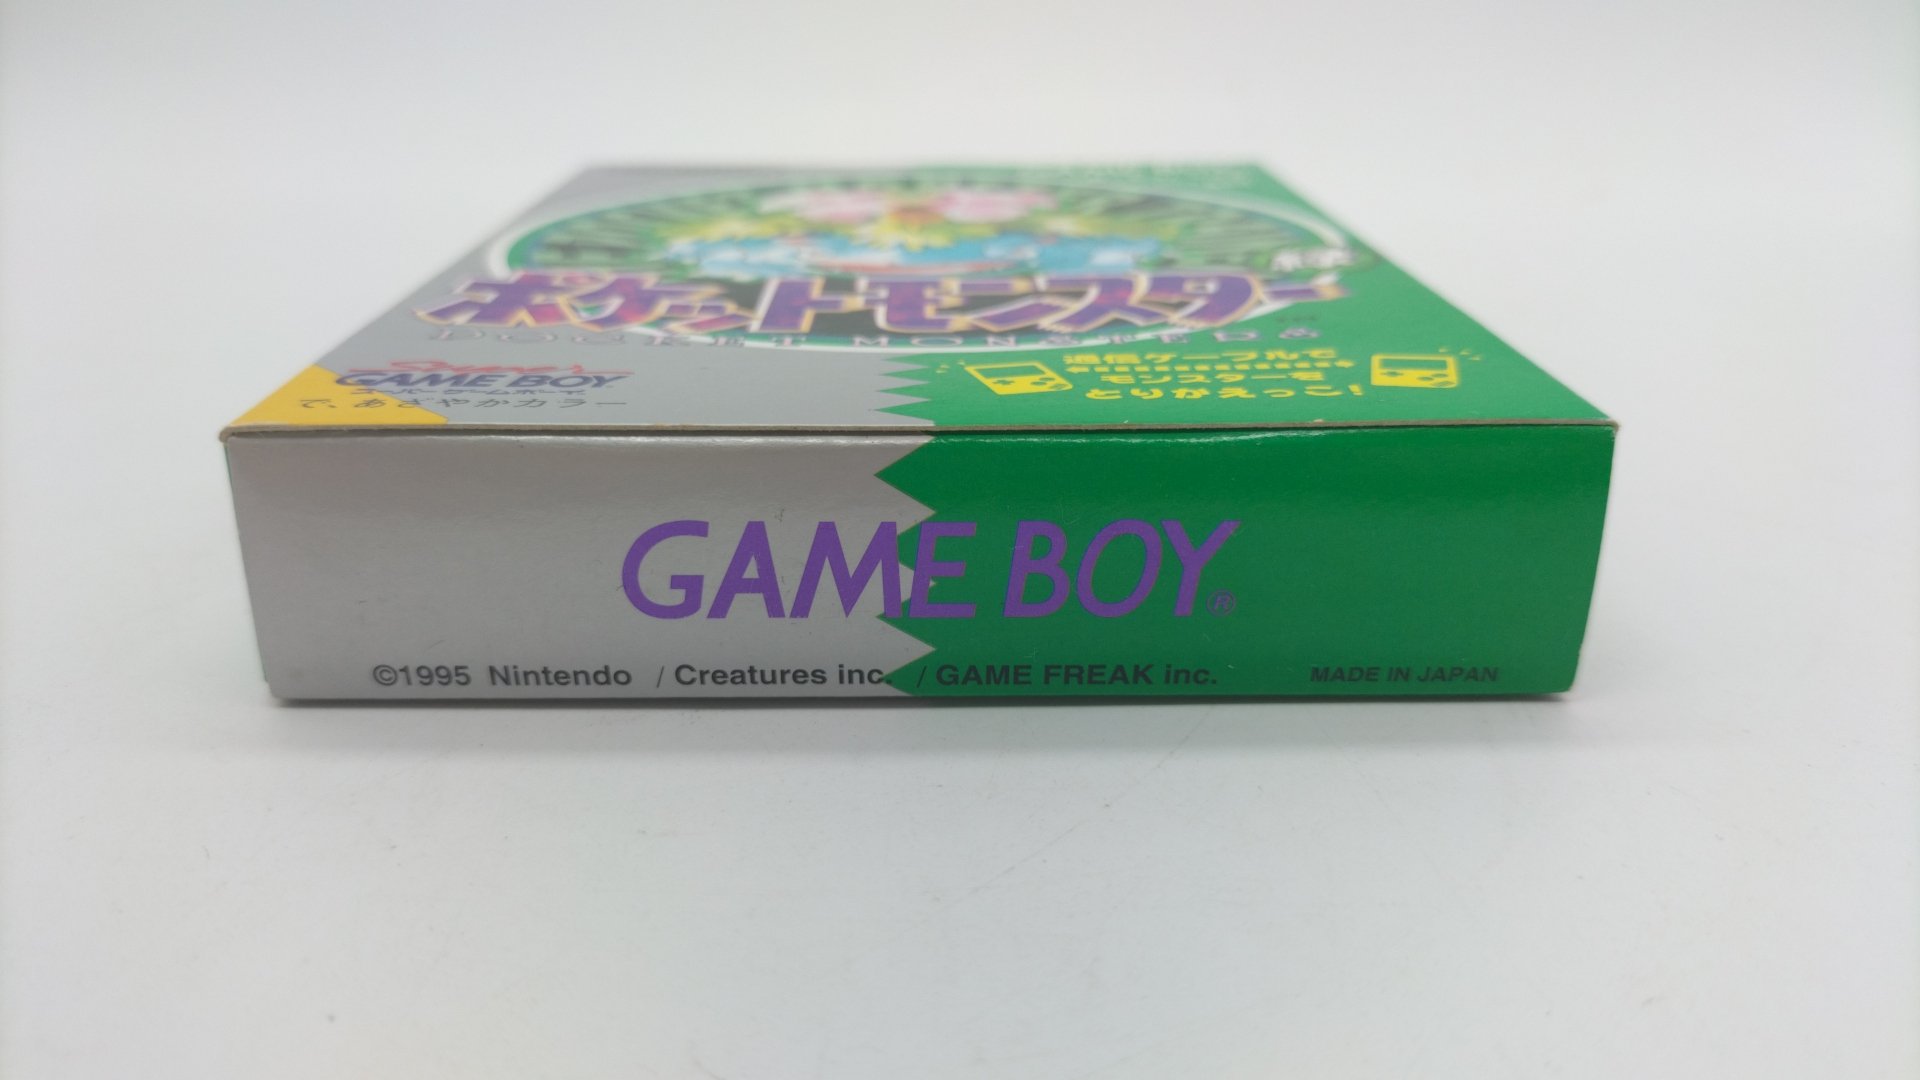 緑
ポケットモンスター
POCKET MONSTERS
Super
GAME BOY
スーパーゲームボーイ
で、あざやかカラー
通信ケーブルで
モンスターを
とりかえっこ!
GAME BOY®
©1995 Nintendo / Creatures inc. / GAME FREAK inc. MADE IN JAPAN